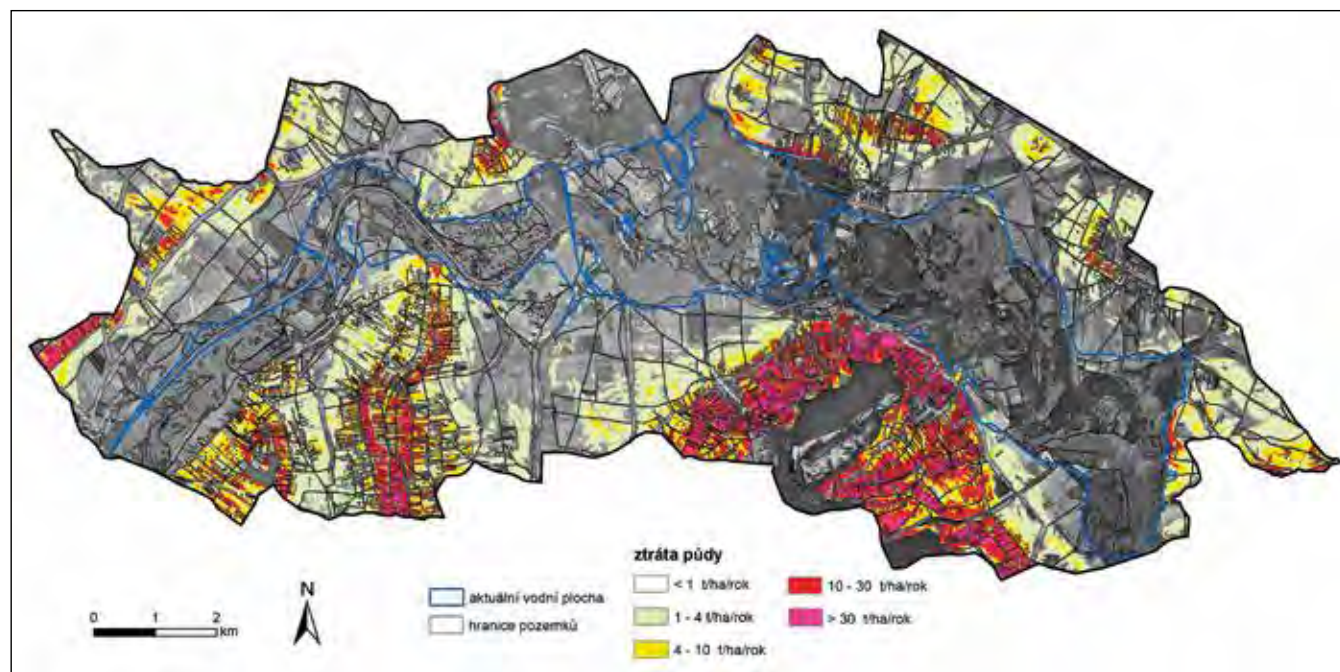 ztráta půdy
< 1 t/ha/rok
1 - 4 t/ha/rok
4 - 10 t/ha/rok
10 - 30 t/ha/rok
> 30 t/ha/rok
aktuální vodní plocha
hranice pozemků
N
0 1 2
km